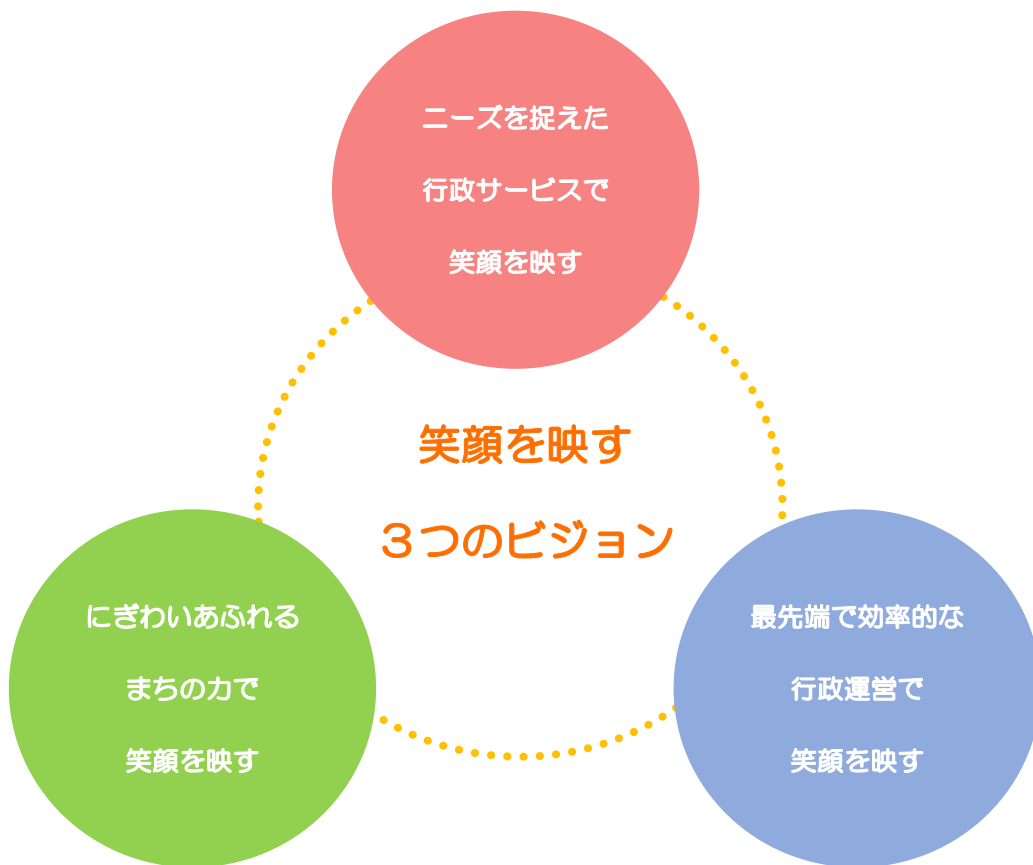 ニーズを捉えた
行政サービスで
笑顔を映す
笑顔を映す
３つのビジョン
にぎわいあふれる
まちの力で
笑顔を映す
最先端で効率的な
行政運営で
笑顔を映す